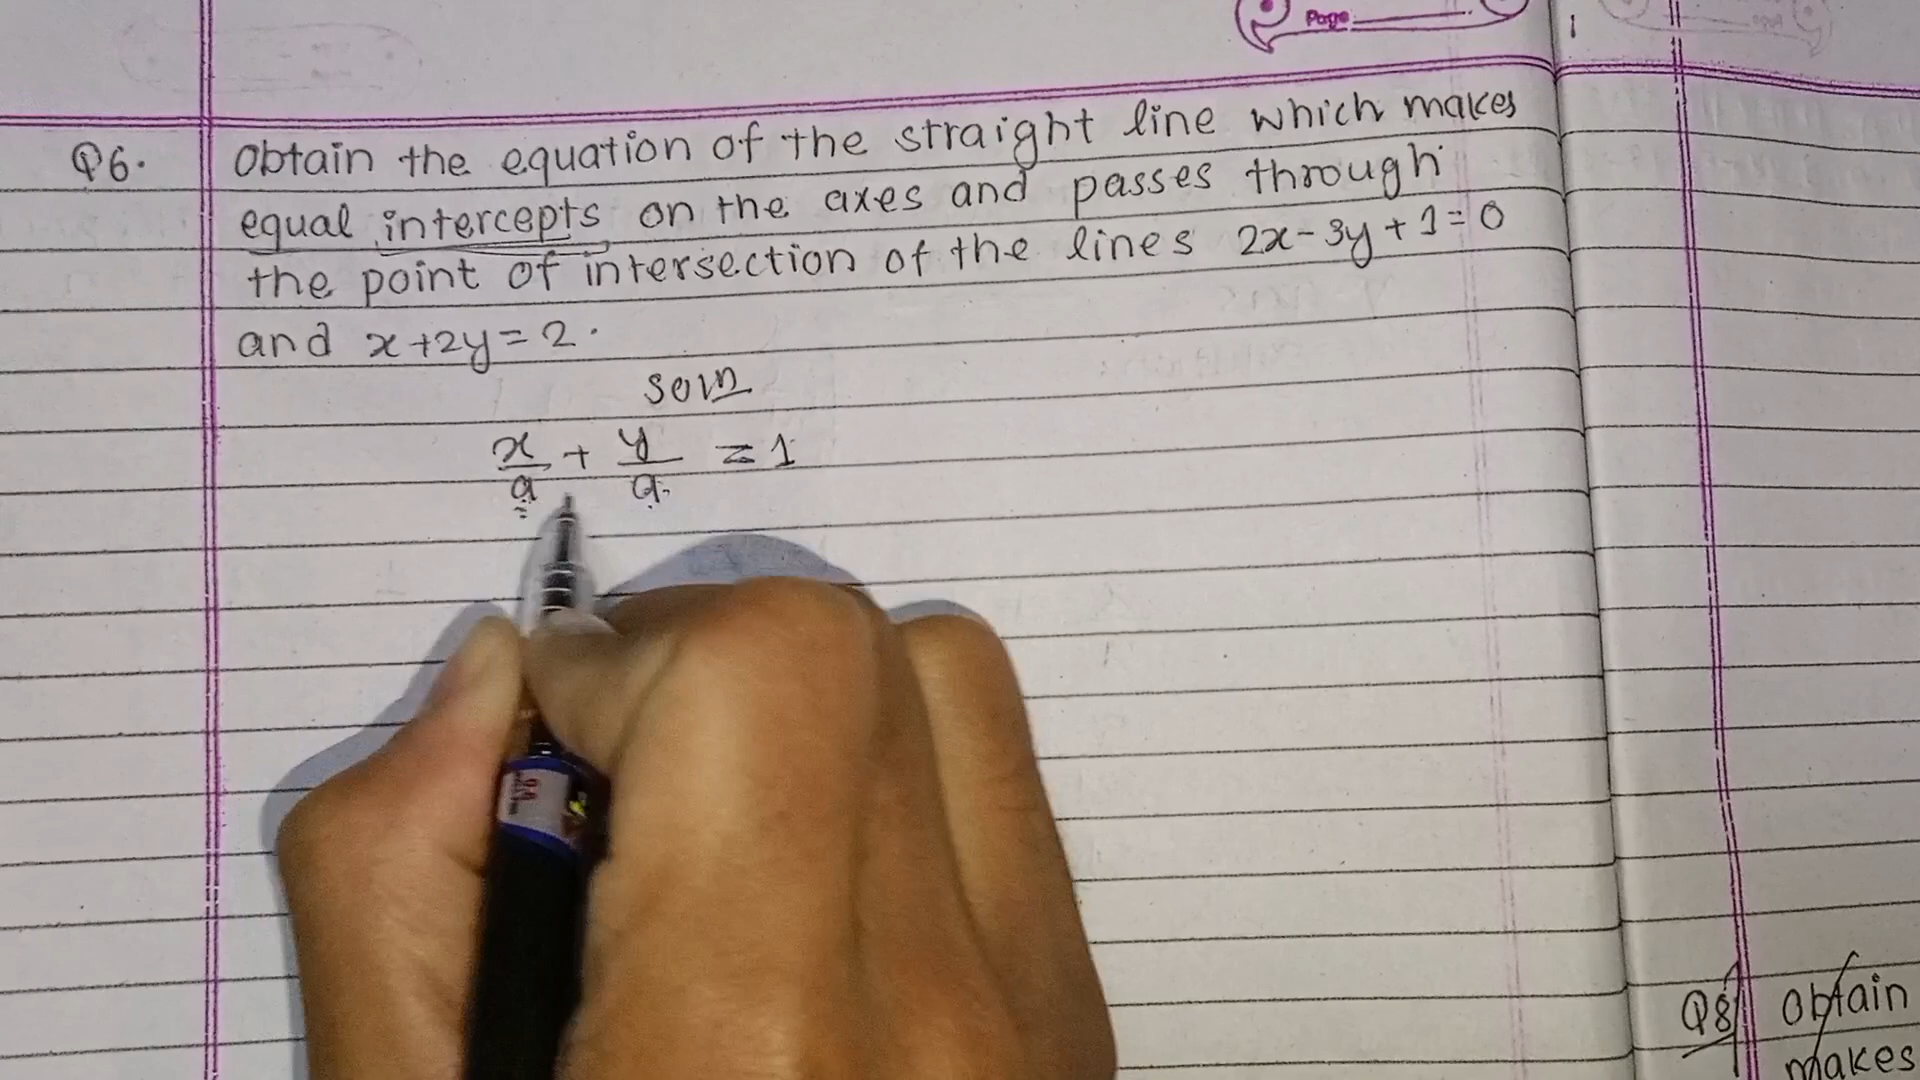 Page
Q6. Obtain the equation of the straight line which makes
equal intercepts on the axes and passes through
the point of intersection of the lines 2x-3y+1=0
and x+2y=2.
soln
x/a + y/a = 1
Q8 Obtain
makes